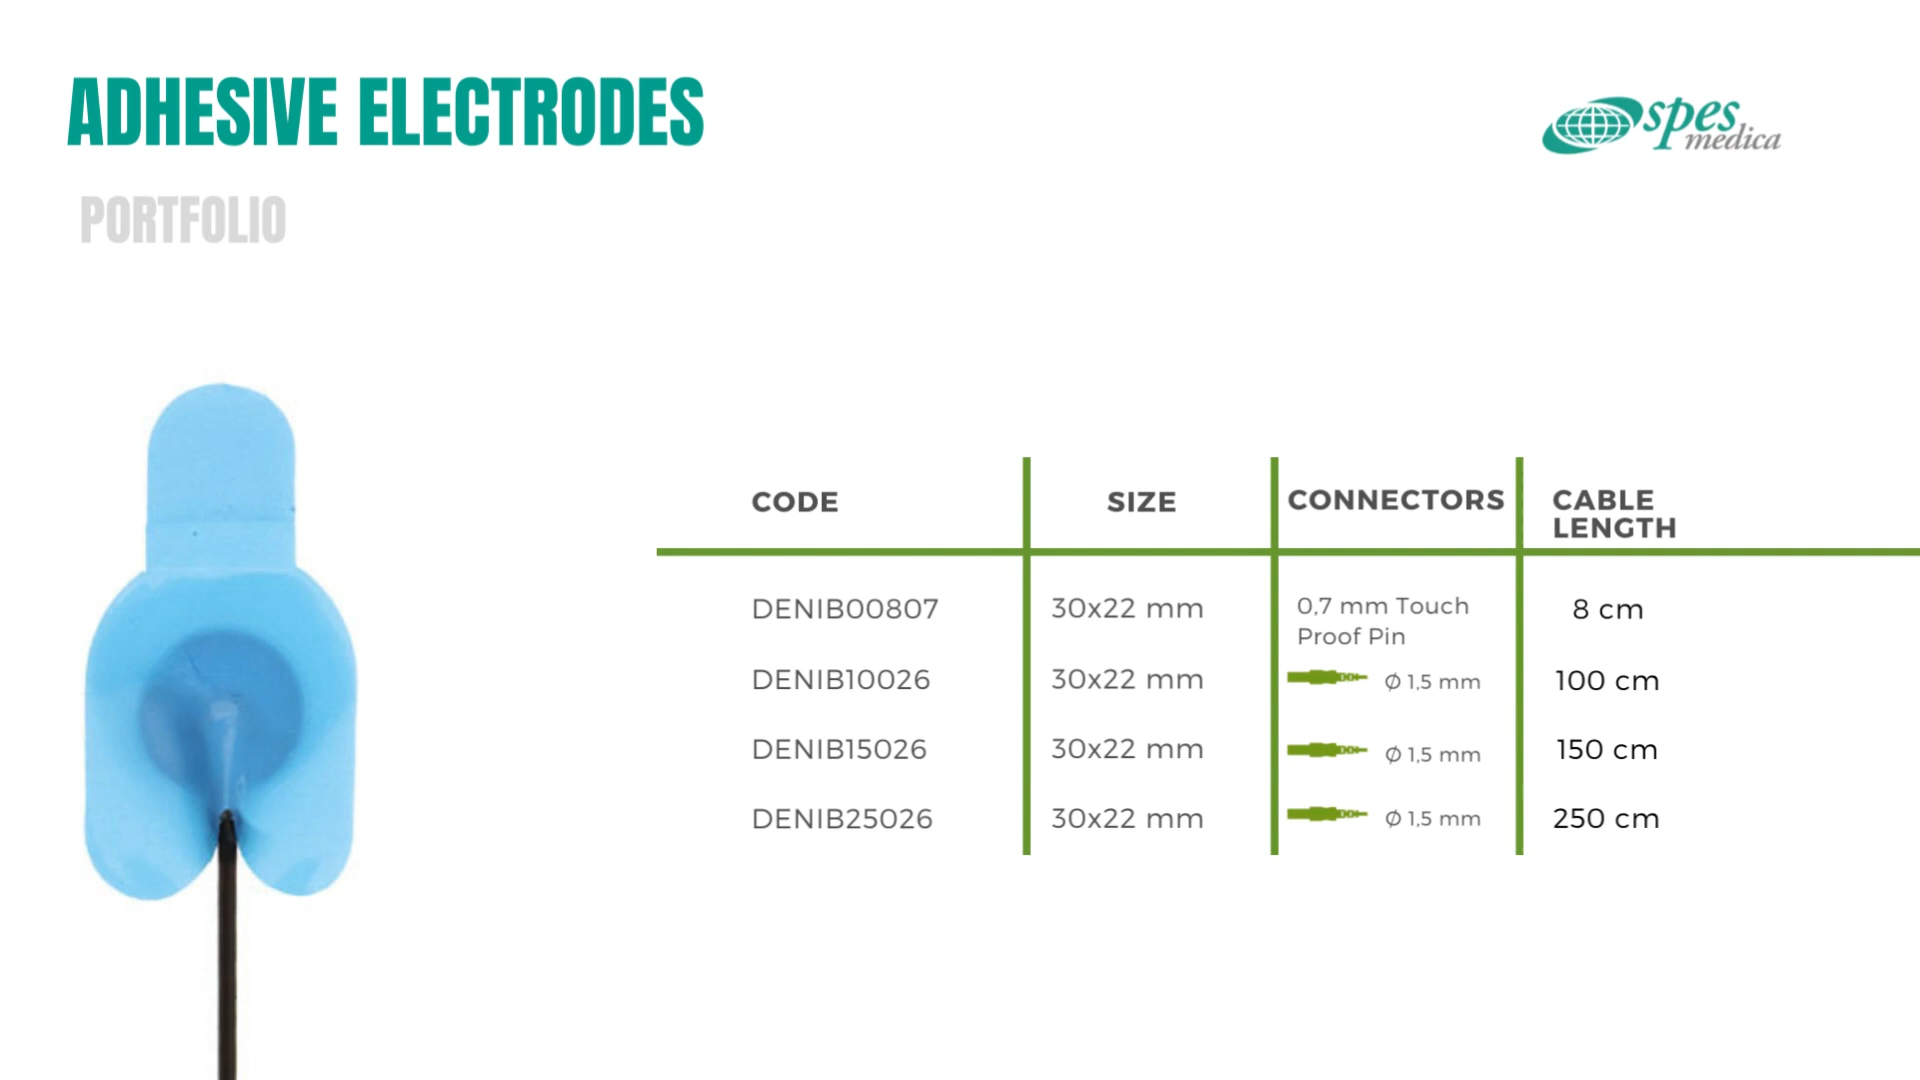 ADHESIVE ELECTRODES
spes
medica
PORTFOLIO
CODE SIZE CONNECTORS CABLE
LENGTH
DENIB00807 30x22 mm 0,7 mm Touch
Proof Pin 8 cm
DENIB10026 30x22 mm Ø 1,5 mm 100 cm
DENIB15026 30x22 mm Ø 1,5 mm 150 cm
DENIB25026 30x22 mm Ø 1,5 mm 250 cm